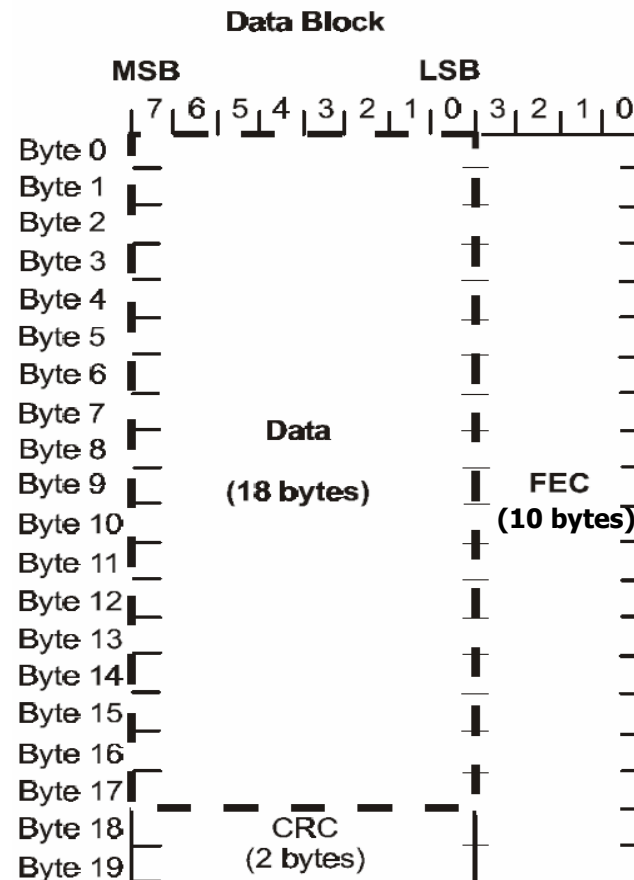 Data Block
MSB LSB
7 6 5 4 3 2 1 0 3 2 1 0
Byte 0
Byte 1
Byte 2
Byte 3
Byte 4
Byte 5
Byte 6
Byte 7
Data
Byte 8
Byte 9
(18 bytes)
FEC
Byte 10
(10 bytes)
Byte 11
Byte 12
Byte 13
Byte 14
Byte 15
Byte 16
Byte 17
Byte 18
CRC
(2 bytes)
Byte 19